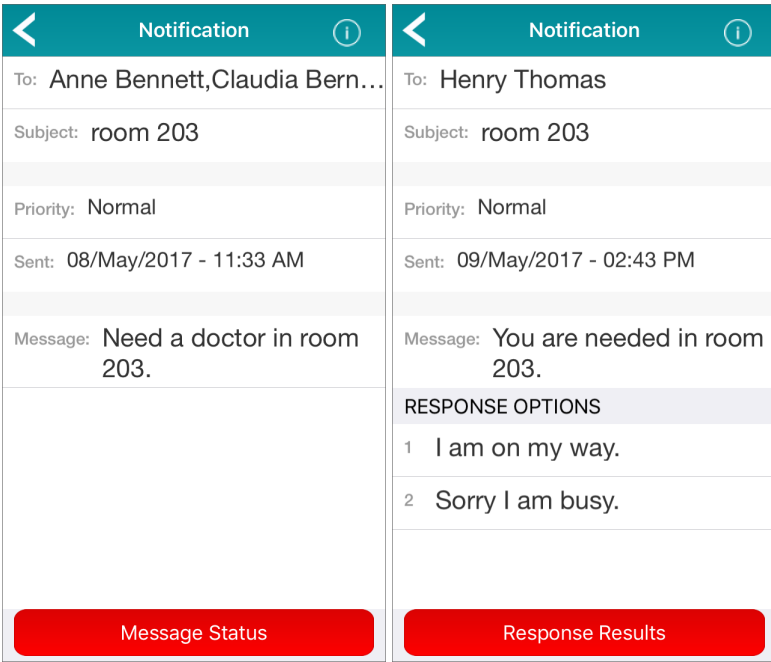 Notification
To: Anne Bennett,Claudia Bern...
Subject: room 203
Priority: Normal
Sent: 08/May/2017 - 11:33 AM
Message: Need a doctor in room
203.
Message Status
Notification
To: Henry Thomas
Subject: room 203
Priority: Normal
Sent: 09/May/2017 - 02:43 PM
Message: You are needed in room
203.
RESPONSE OPTIONS
1 I am on my way.
2 Sorry I am busy.
Response Results